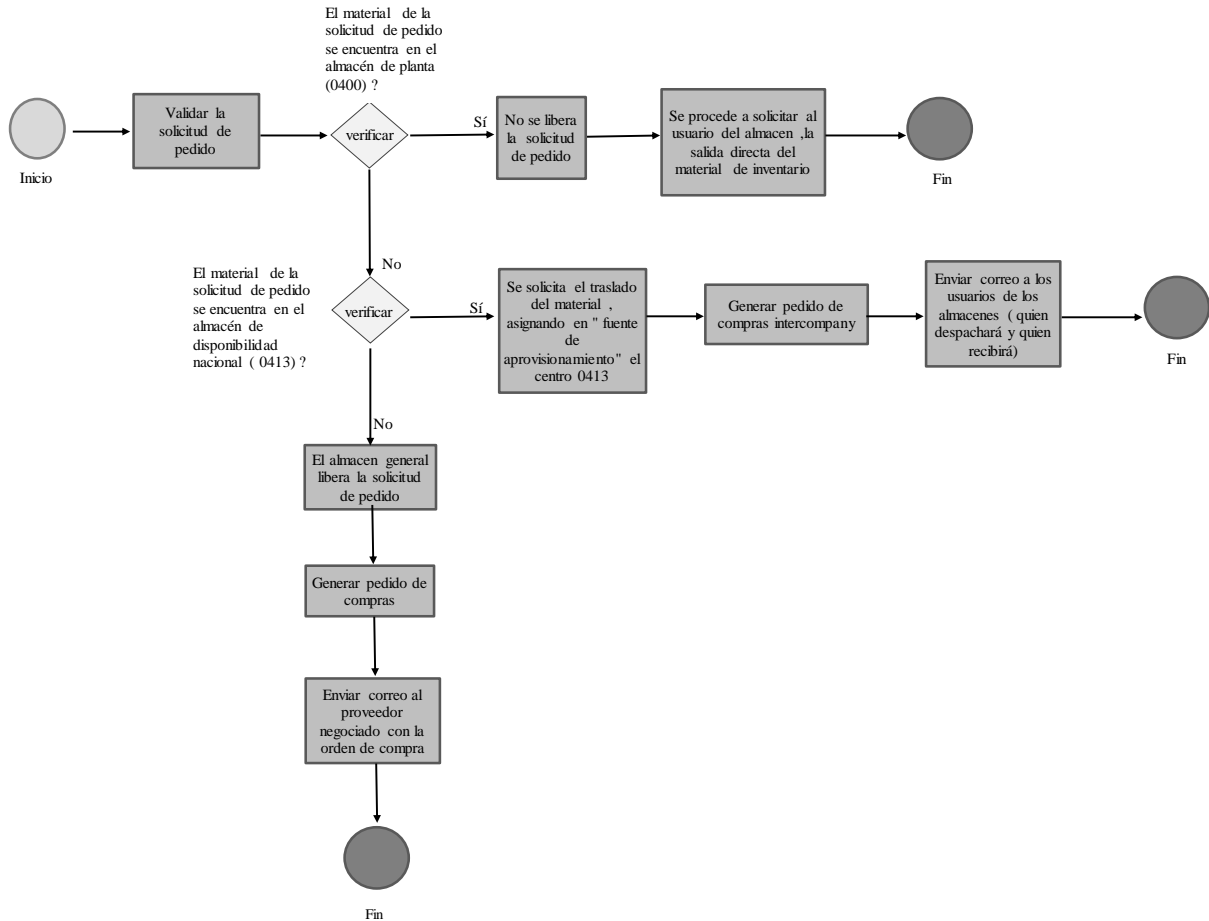 El material de la
solicitud de pedido
se encuentra en el
almacén de planta
(0400) ?
Inicio
Validar la
solicitud de
pedido
verificar
Sí
No se libera
la solicitud
de pedido
Se procede a solicitar al
usuario del almacen ,la
salida directa del
material de inventario
Fin
No
El material de la
solicitud de pedido
se encuentra en el
almacén de
disponibilidad
nacional ( 0413) ?
verificar
Sí
Se solicita el traslado
del material ,
asignando en " fuente
de
aprovisionamiento" el
centro 0413
Generar pedido de
compras intercompany
Enviar correo a los
usuarios de los
almacenes ( quien
despachará y quien
recibirá)
Fin
No
El almacen general
libera la solicitud
de pedido
Generar pedido de
compras
Enviar correo al
proveedor
negociado con la
orden de compra
Fin